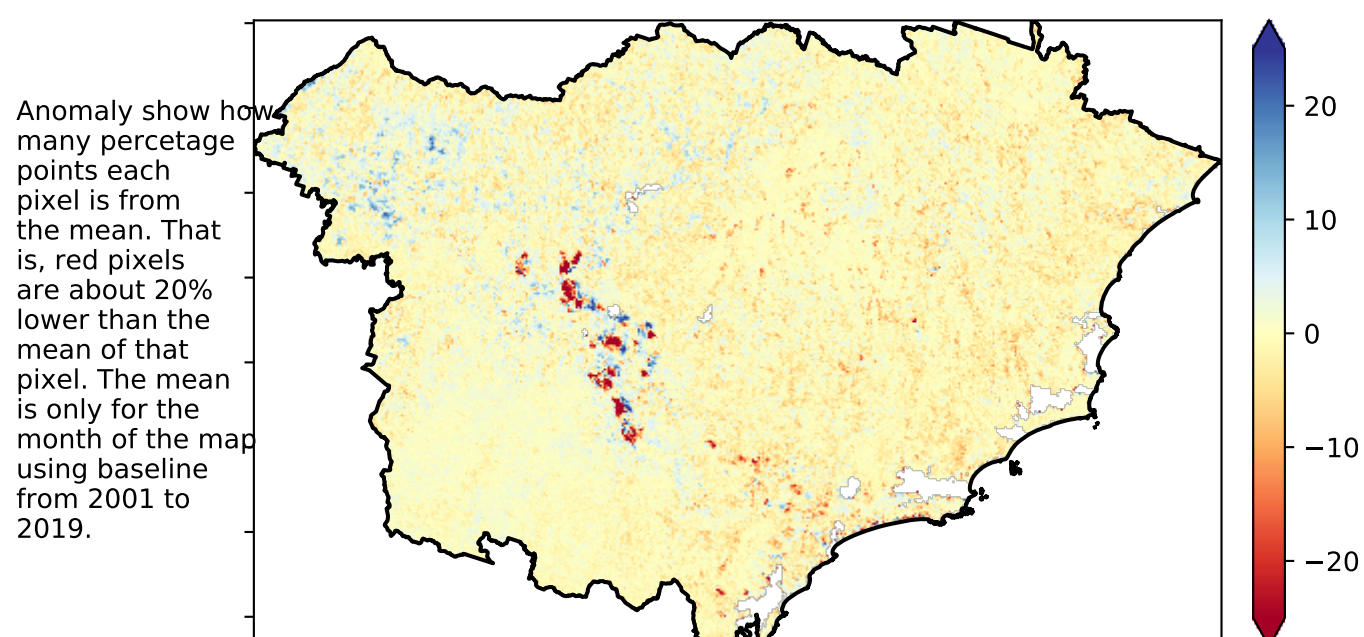 Anomaly show how
many percetage
points each
pixel is from
the mean. That
is, red pixels
are about 20%
lower than the
mean of that
pixel. The mean
is only for the
month of the map
using baseline
from 2001 to
2019.
20
10
0
−10
−20